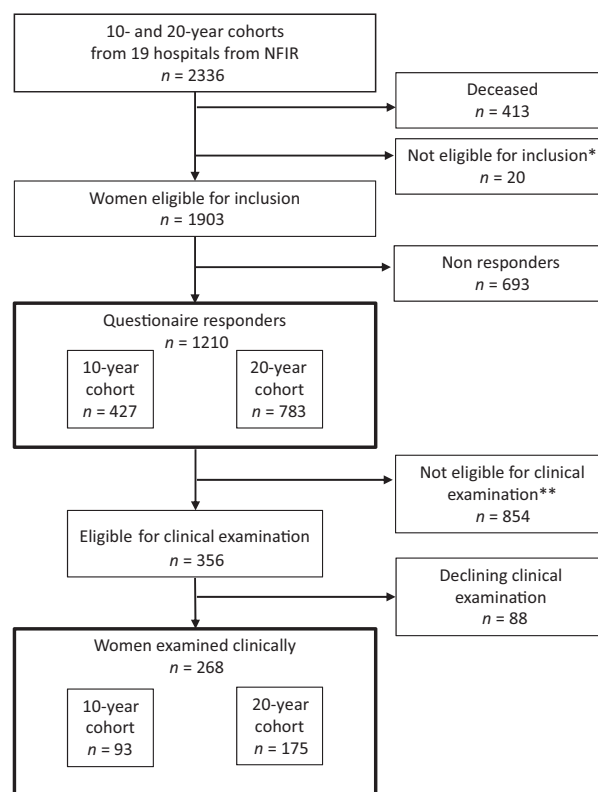 10- and 20-year cohorts
from 19 hospitals from NFIR
n = 2336
Deceased
n = 413
Not eligible for inclusion*
n = 20
Women eligible for inclusion
n = 1903
Non responders
n = 693
Questionaire responders
n = 1210
10-year
cohort
n = 427
20-year
cohort
n = 783
Not eligible for clinical
examination**
n = 854
Eligible for clinical examination
n = 356
Declining clinical
examination
n = 88
Women examined clinically
n = 268
10-year
cohort
n = 93
20-year
cohort
n = 175